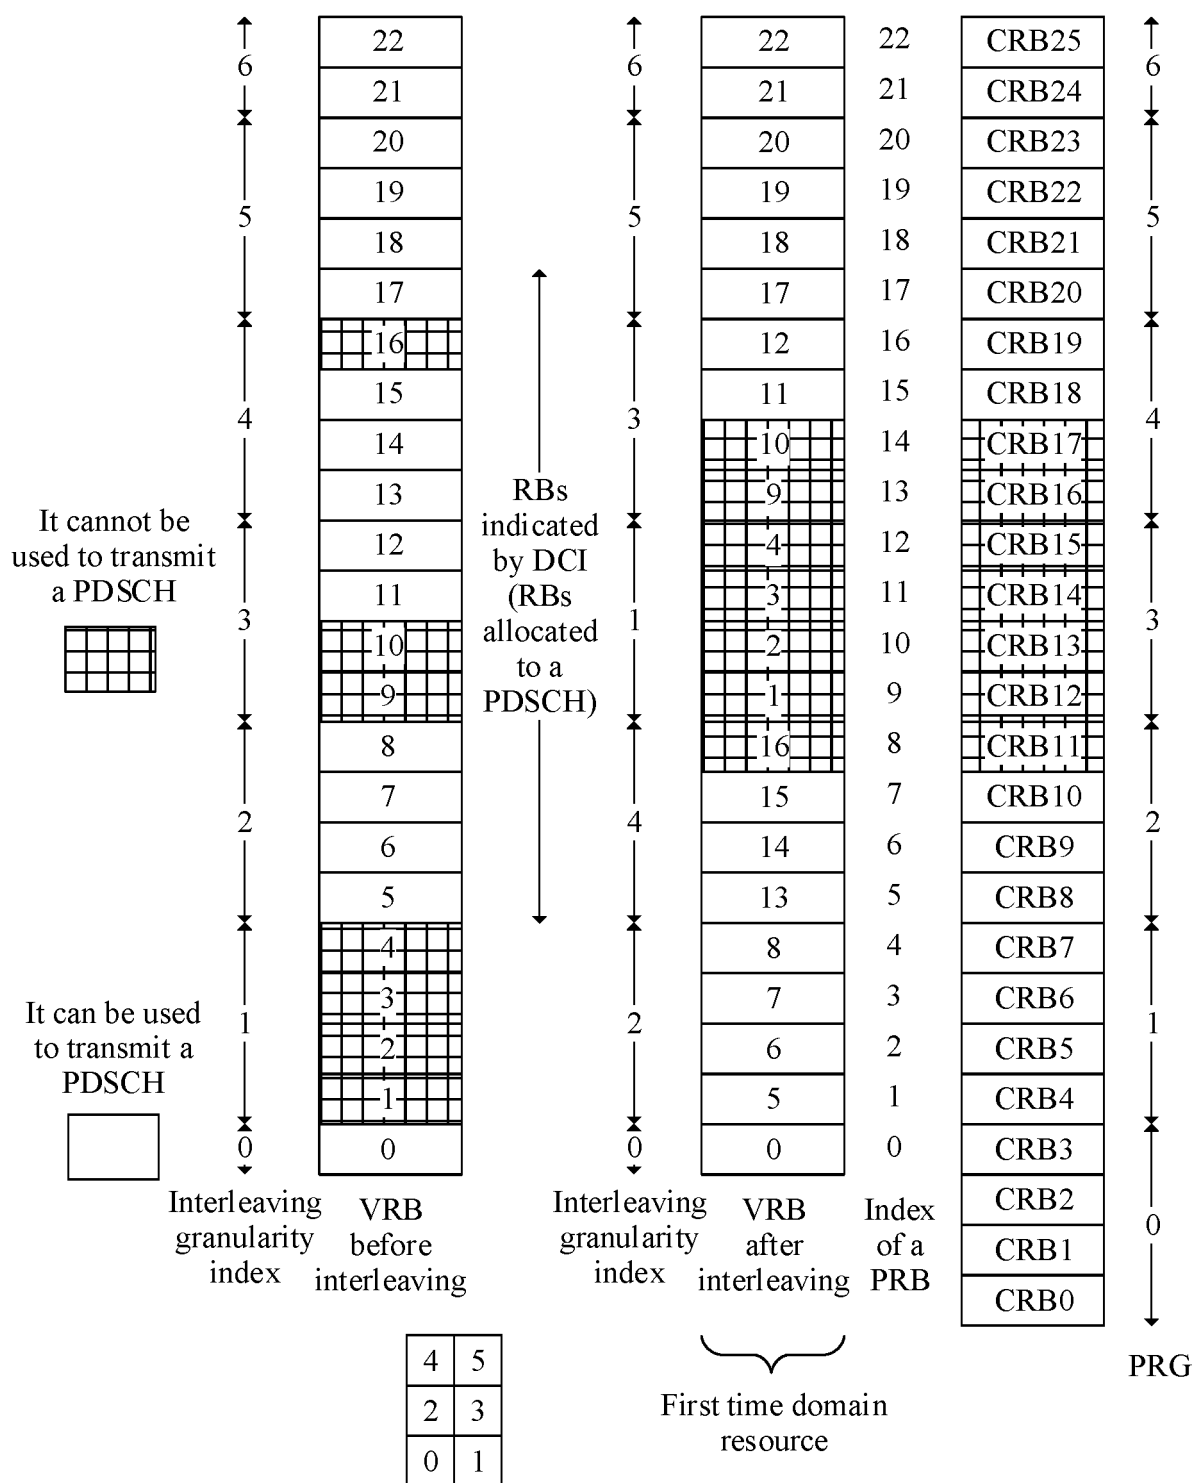 It cannot be
used to transmit
a PDSCH
It can be used
to transmit a
PDSCH
6
5
4
3
2
1
0
Interleaving
granularity
index
22
21
20
19
18
17
16
15
14
13
12
11
10
9
8
7
6
5
4
3
2
1
0
VRB
before
interleaving
RBs
indicated
by DCI
(RBs
allocated
to a
PDSCH)
6
5
3
1
4
2
0
Interleaving
granularity
index
22
21
20
19
18
17
12
11
10
9
4
3
2
1
16
15
14
13
8
7
6
5
0
VRB
after
interleaving
22
21
20
19
18
17
16
15
14
13
12
11
10
9
8
7
6
5
4
3
2
1
0
Index
of a
PRB
CRB25
CRB24
CRB23
CRB22
CRB21
CRB20
CRB19
CRB18
CRB17
CRB16
CRB15
CRB14
CRB13
CRB12
CRB11
CRB10
CRB9
CRB8
CRB7
CRB6
CRB5
CRB4
CRB3
CRB2
CRB1
CRB0
6
5
4
3
2
1
0
PRG
4 5
2 3
0 1
First time domain
resource